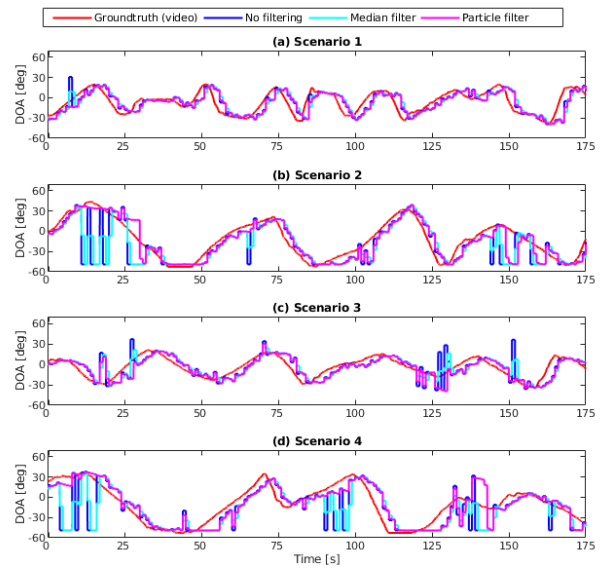 Groundtruth (video) No filtering Median filter Particle filter
(a) Scenario 1
DOA [deg]
60
30
0
-30
-60
0 25 50 75 100 125 150 175
(b) Scenario 2
DOA [deg]
60
30
0
-30
-60
0 25 50 75 100 125 150 175
(c) Scenario 3
DOA [deg]
60
30
0
-30
-60
0 25 50 75 100 125 150 175
(d) Scenario 4
DOA [deg]
60
30
0
-30
-60
0 25 50 75 100 125 150 175
Time [s]